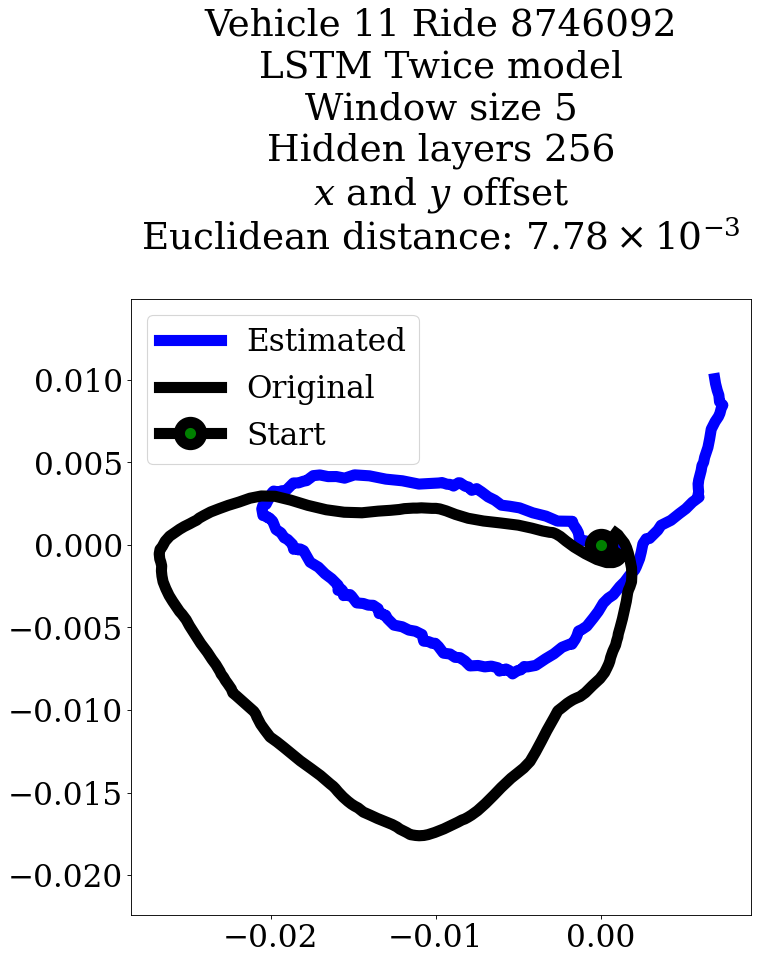 Vehicle 11 Ride 8746092
LSTM Twice model
Window size 5
Hidden layers 256
x and y offset
Euclidean distance: 7.78 × 10⁻³
Estimated
Original
Start
0.010
0.005
0.000
−0.005
−0.010
−0.015
−0.020
−0.02 −0.01 0.00